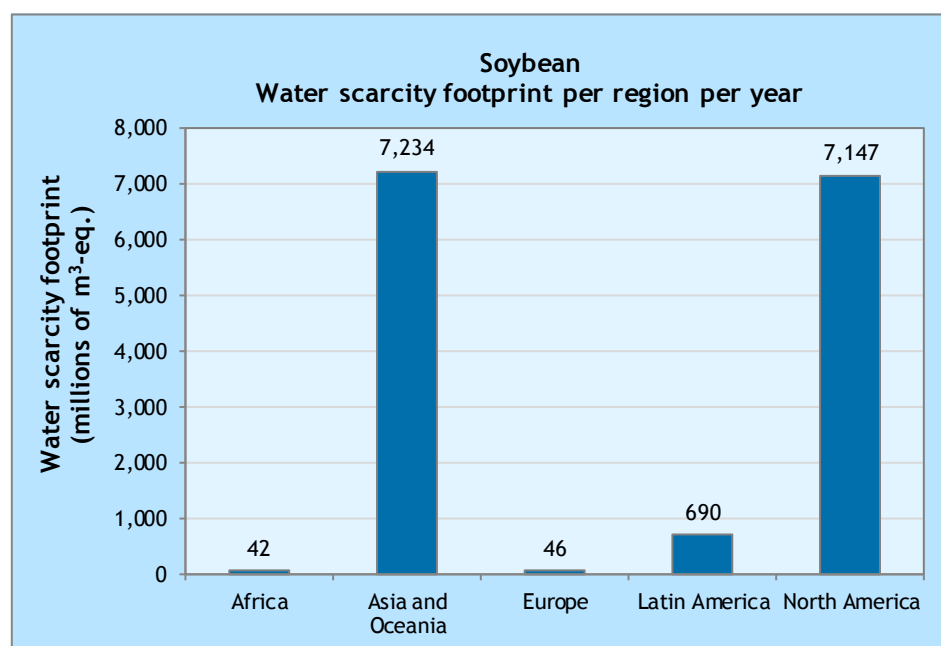 Soybean
Water scarcity footprint per region per year
Water scarcity footprint
(millions of m³-eq.)
8,000
7,000
6,000
5,000
4,000
3,000
2,000
1,000
0
42
7,234
46
690
7,147
Africa
Asia and
Oceania
Europe
Latin America
North America